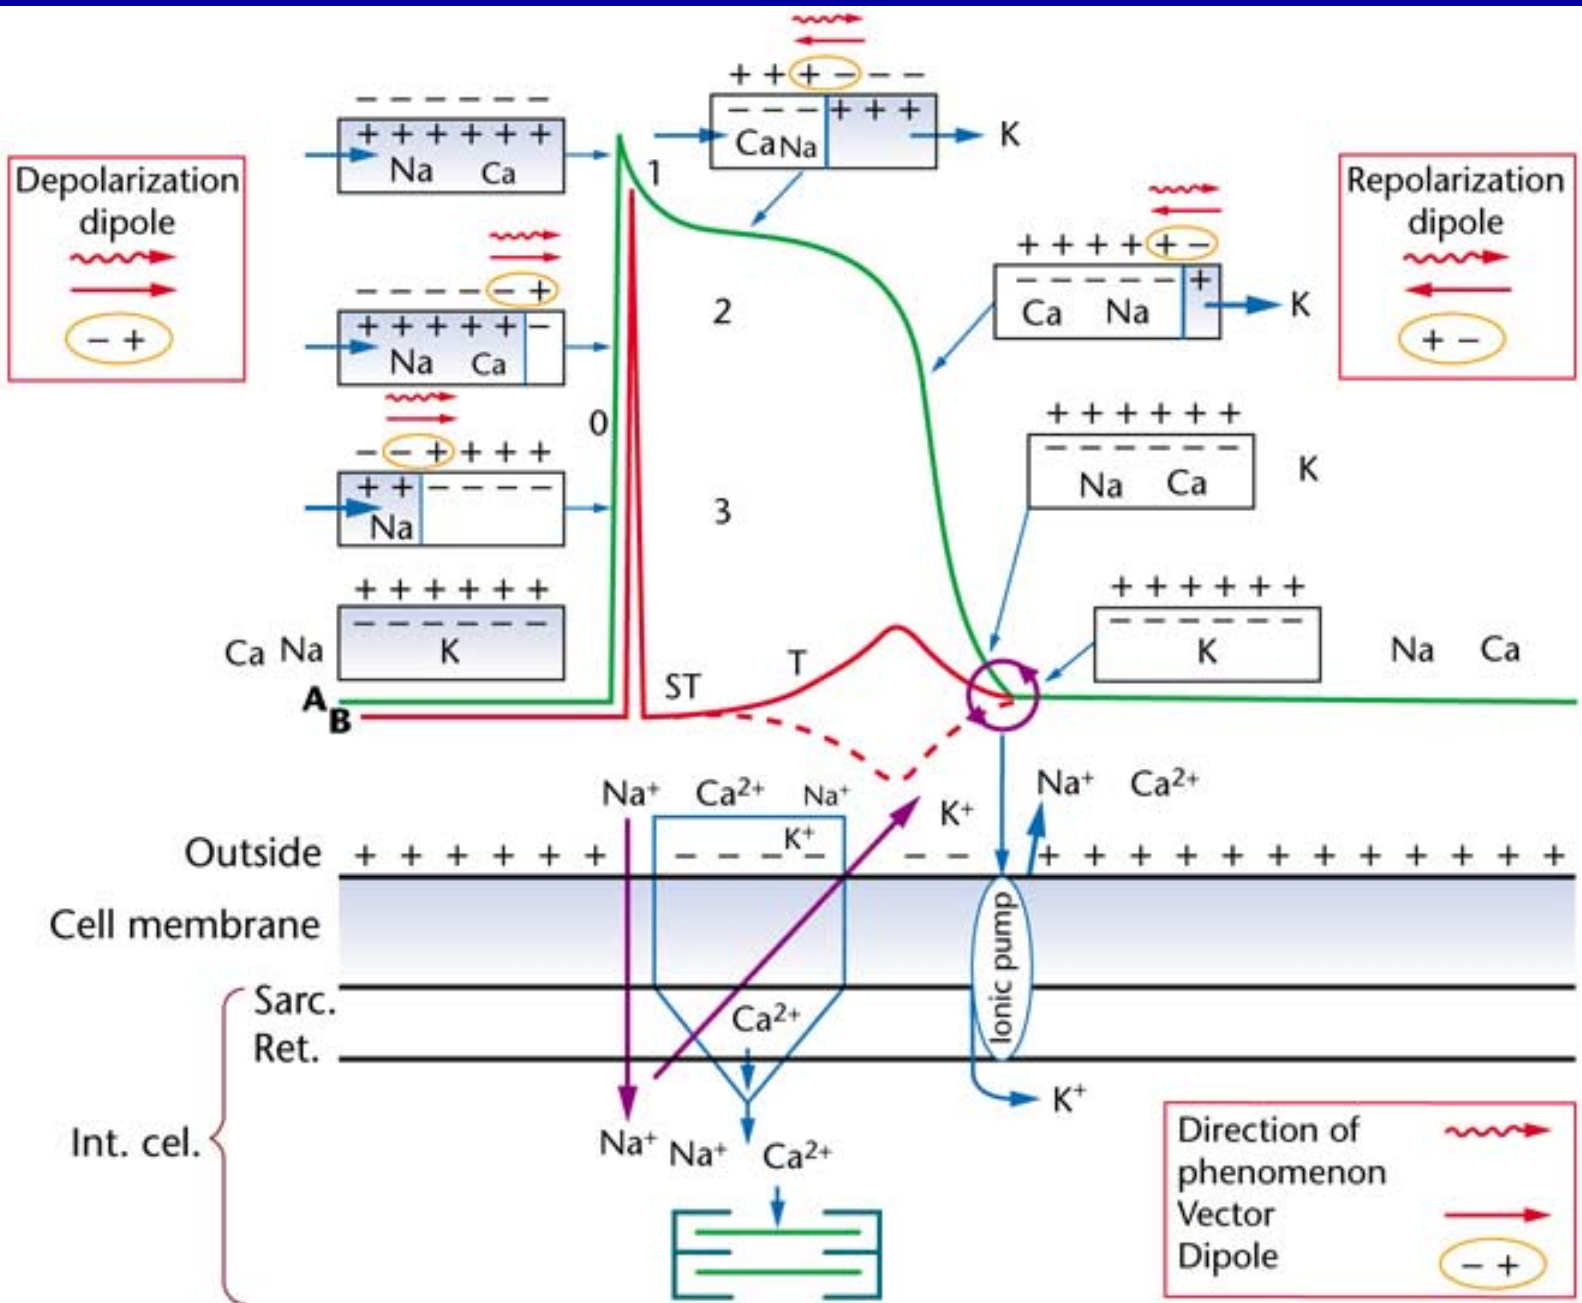 − − − − − −
+ + + + + +
Na Ca
+ + + − − −
− − − + + +
Ca Na
K
1
Depolarization
dipole
− +
Repolarization
dipole
+ −
− − − − − +
+ + + + + −
Na Ca
+ + + + + −
− − − − − +
Ca Na
K
2
0
− − + + + +
+ + − − − −
Na
3
+ + + + + +
− − − − − −
Na Ca
K
+ + + + + +
− − − − − −
Ca Na
K
+ + + + + +
− − − − − −
K
Na Ca
A
B
ST
T
Na⁺ Ca²⁺ Na⁺
K⁺
K⁺
Na⁺ Ca²⁺
Outside
+ + + + + +
− − − −
− −
+ + + + + + + + + + + +
Cell membrane
Ionic pump
Sarc.
Ret.
Ca²⁺
K⁺
Int. cel.
Na⁺ Na⁺ Ca²⁺
Direction of
phenomenon
Vector
Dipole
− +